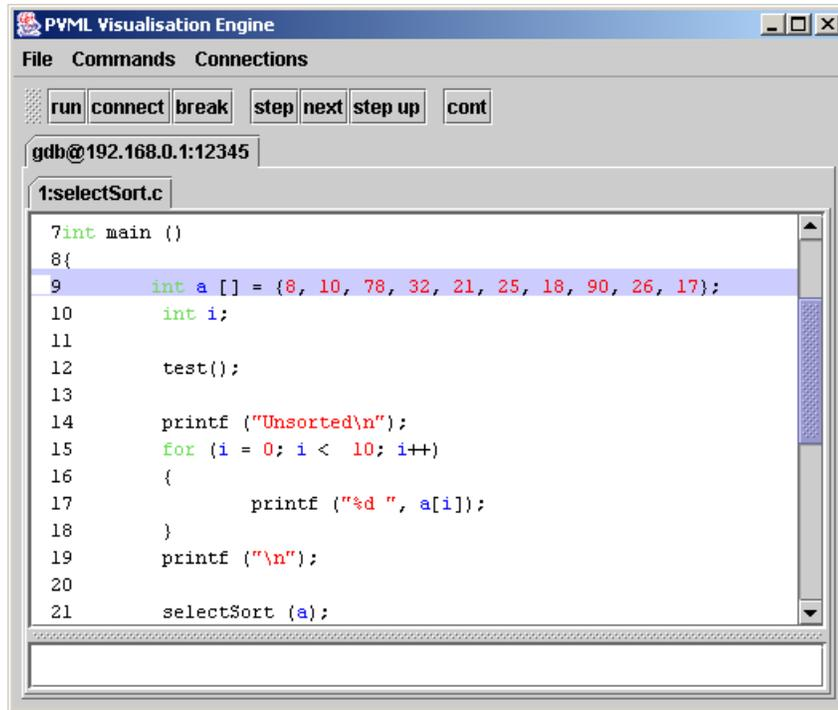 PVML Visualisation Engine
File Commands Connections
run connect break step next step up cont
gdb@192.168.0.1:12345
1:selectSort.c
7int main ()
8{
9 int a [] = {8, 10, 78, 32, 21, 25, 18, 90, 26, 17};
10 int i;
11
12 test();
13
14 printf ("Unsorted\n");
15 for (i = 0; i < 10; i++)
16 {
17 printf ("%d ", a[i]);
18 }
19 printf ("\n");
20
21 selectSort (a);